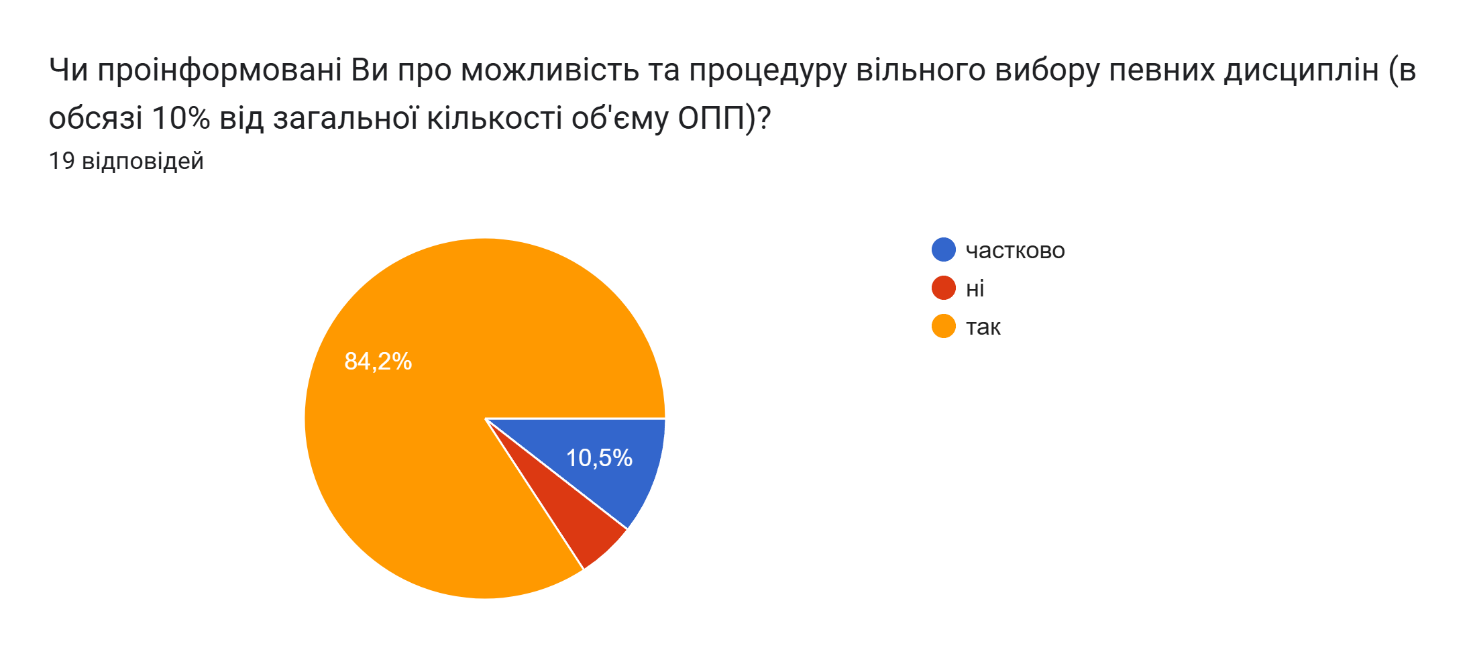 Чи проінформовані Ви про можливість та процедуру вільного вибору певних дисциплін (в
обсязі 10% від загальної кількості об'єму ОПП)?
19 відповідей
частково
ні
так
84,2%
10,5%